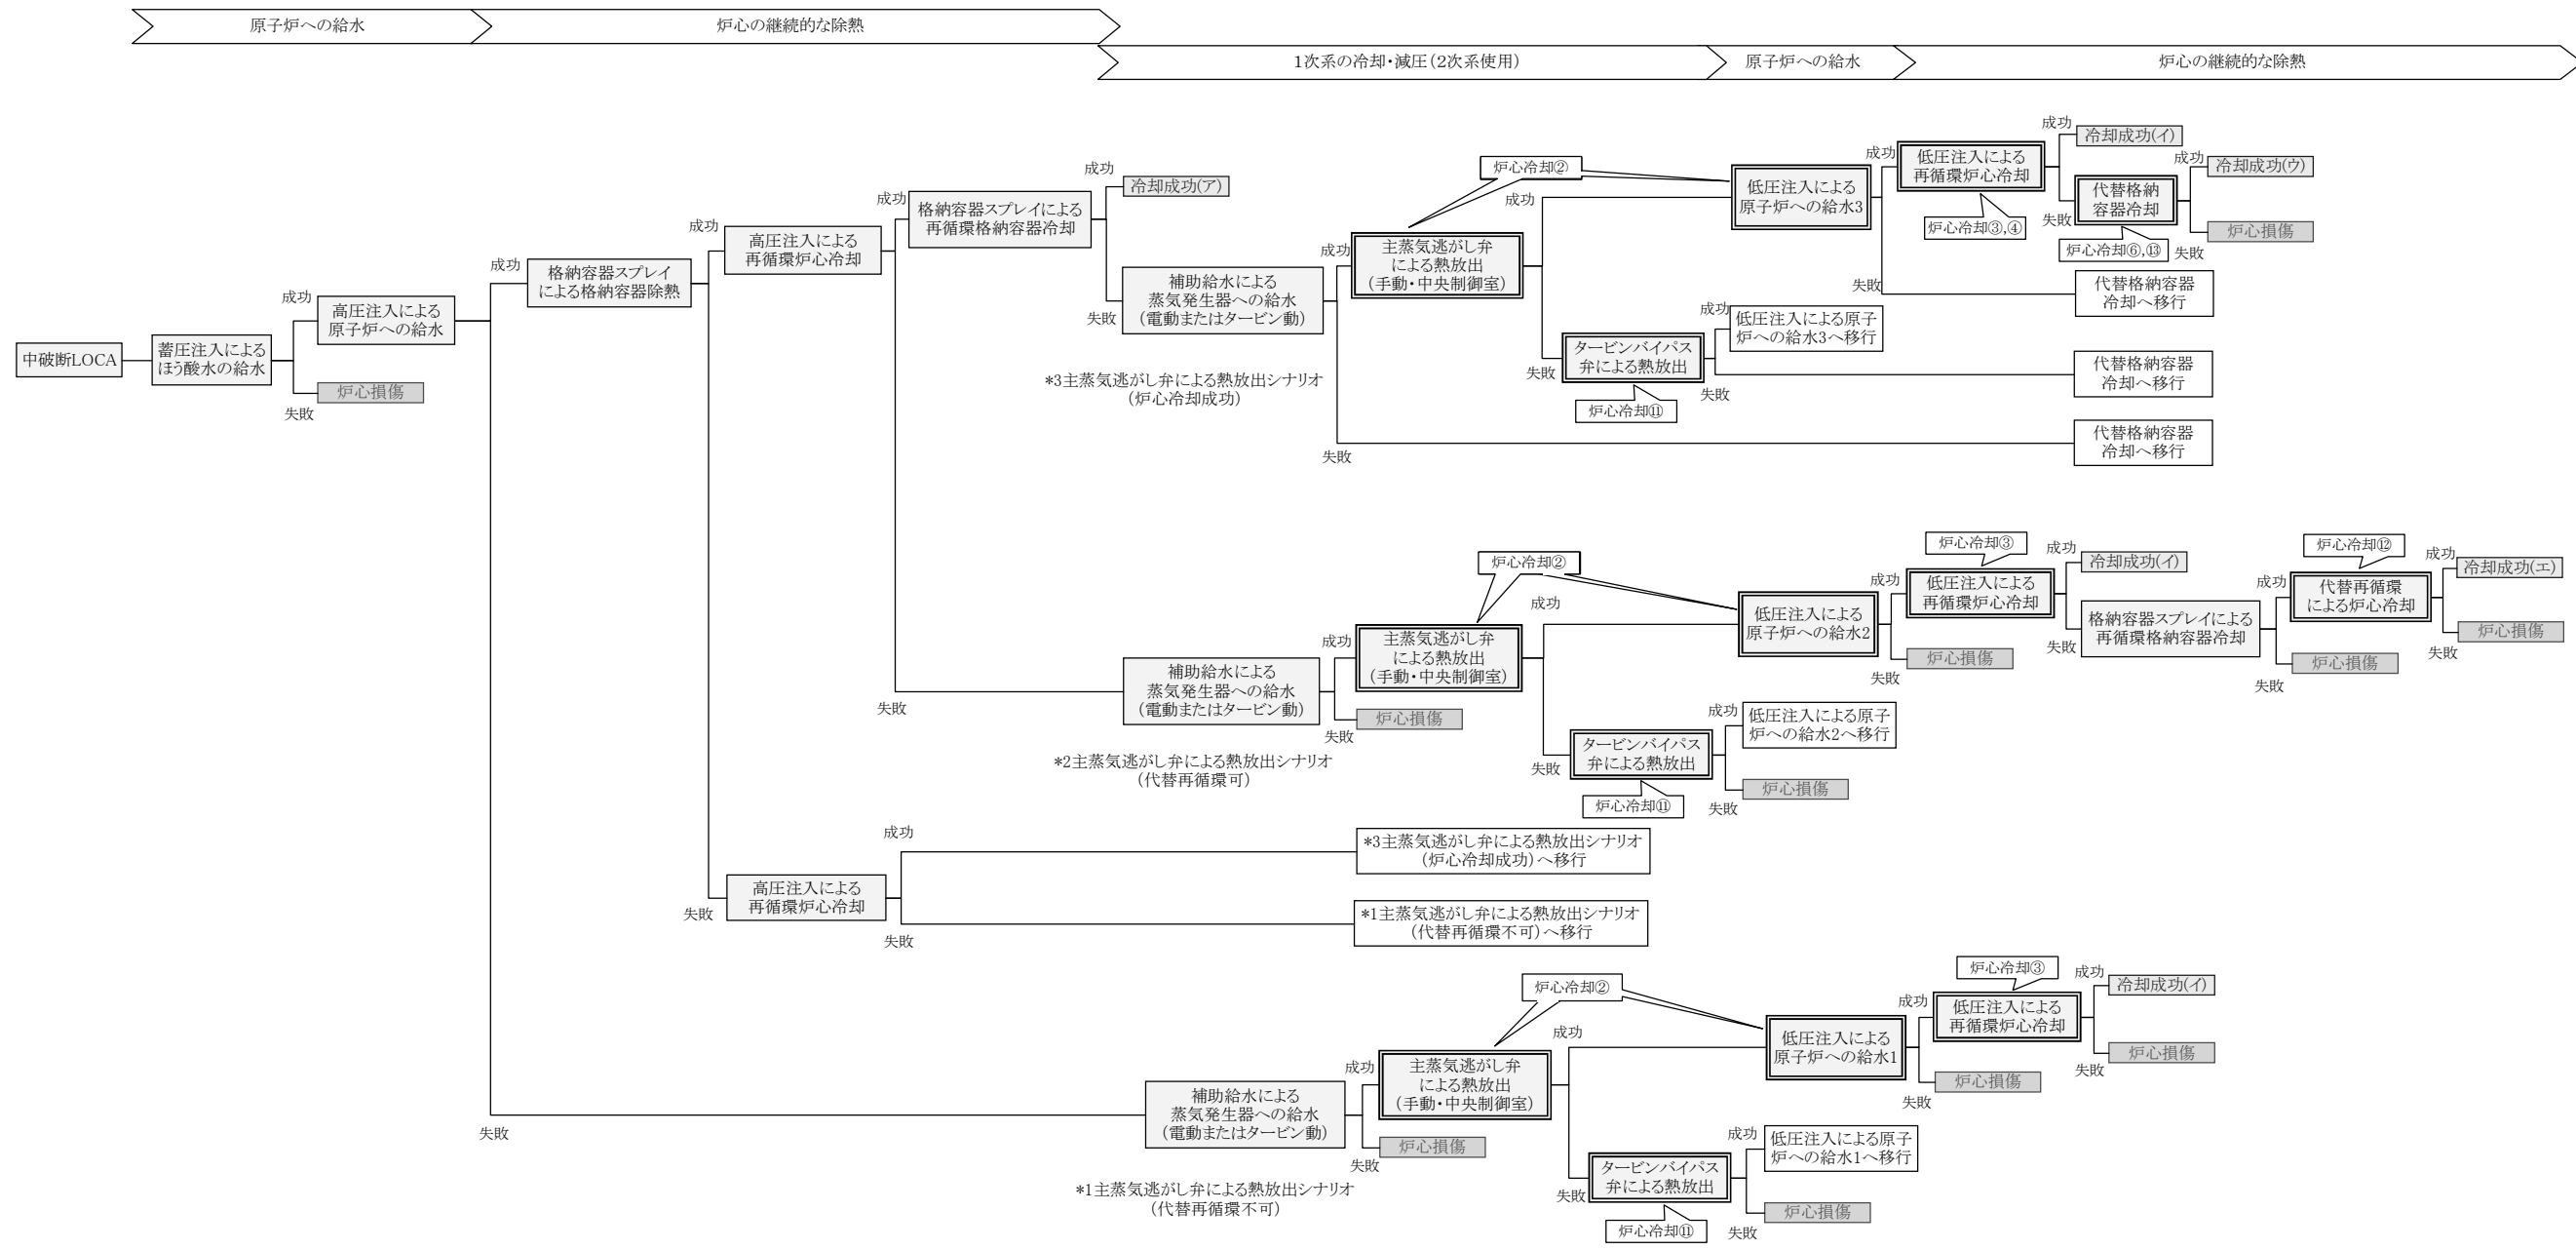 原子炉への給水
炉心の継続的な除熱
1次系の冷却・減圧（2次系使用）
原子炉への給水
炉心の継続的な除熱
中破断LOCA
蓄圧注入による
ほう酸水の給水
成功
失敗
高圧注入による
原子炉への給水
炉心損傷
成功
失敗
格納容器スプレイ
による格納容器除熱
成功
失敗
高圧注入による
再循環炉心冷却
成功
失敗
格納容器スプレイによる
再循環格納容器冷却
成功
失敗
冷却成功(ア)
補助給水による
蒸気発生器への給水
（電動またはタービン動）
*3主蒸気逃がし弁による熱放出シナリオ
（炉心冷却成功）
成功
失敗
主蒸気逃がし弁
による熱放出
（手動・中央制御室）
炉心冷却②
成功
失敗
タービンバイパス
弁による熱放出
炉心冷却⑪
成功
失敗
低圧注入による原子
炉への給水3へ移行
低圧注入による
原子炉への給水3
成功
失敗
低圧注入による
再循環炉心冷却
炉心冷却③,④
成功
失敗
冷却成功(イ)
代替格納
容器冷却
炉心冷却⑥,⑬
成功
失敗
冷却成功(ウ)
炉心損傷
代替格納容器
冷却へ移行
代替格納容器
冷却へ移行
代替格納容器
冷却へ移行
補助給水による
蒸気発生器への給水
（電動またはタービン動）
*2主蒸気逃がし弁による熱放出シナリオ
（代替再循環可）
成功
失敗
主蒸気逃がし弁
による熱放出
（手動・中央制御室）
炉心損傷
炉心冷却②
成功
失敗
タービンバイパス
弁による熱放出
炉心冷却⑪
成功
失敗
低圧注入による原子
炉への給水2へ移行
炉心損傷
低圧注入による
原子炉への給水2
成功
失敗
炉心冷却③
低圧注入による
再循環炉心冷却
炉心損傷
成功
失敗
冷却成功(イ)
格納容器スプレイによる
再循環格納容器冷却
成功
失敗
炉心冷却⑫
代替再循環
による炉心冷却
炉心損傷
成功
失敗
冷却成功(エ)
炉心損傷
高圧注入による
再循環炉心冷却
成功
失敗
*3主蒸気逃がし弁による熱放出シナリオ
（炉心冷却成功）へ移行
*1主蒸気逃がし弁による熱放出シナリオ
（代替再循環不可）へ移行
補助給水による
蒸気発生器への給水
（電動またはタービン動）
*1主蒸気逃がし弁による熱放出シナリオ
（代替再循環不可）
成功
失敗
主蒸気逃がし弁
による熱放出
（手動・中央制御室）
炉心損傷
炉心冷却②
成功
失敗
タービンバイパス
弁による熱放出
炉心冷却⑪
成功
失敗
低圧注入による原子
炉への給水1へ移行
炉心損傷
低圧注入による
原子炉への給水1
成功
失敗
炉心冷却③
低圧注入による
再循環炉心冷却
炉心損傷
成功
失敗
冷却成功(イ)
炉心損傷